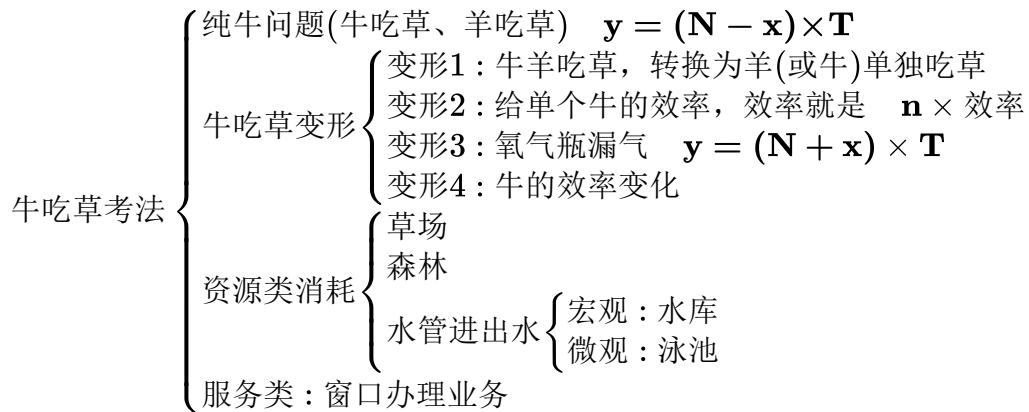 纯牛问题(牛吃草、羊吃草) y = (N − x)×T
变形1 : 牛羊吃草，转换为羊(或牛)单独吃草
变形2 : 给单个牛的效率，效率就是 n × 效率
牛吃草变形
变形3 : 氧气瓶漏气 y = (N + x) × T
变形4 : 牛的效率变化
牛吃草考法
草场
森林
资源类消耗
水管进出水
宏观 : 水库
微观 : 泳池
服务类 : 窗口办理业务